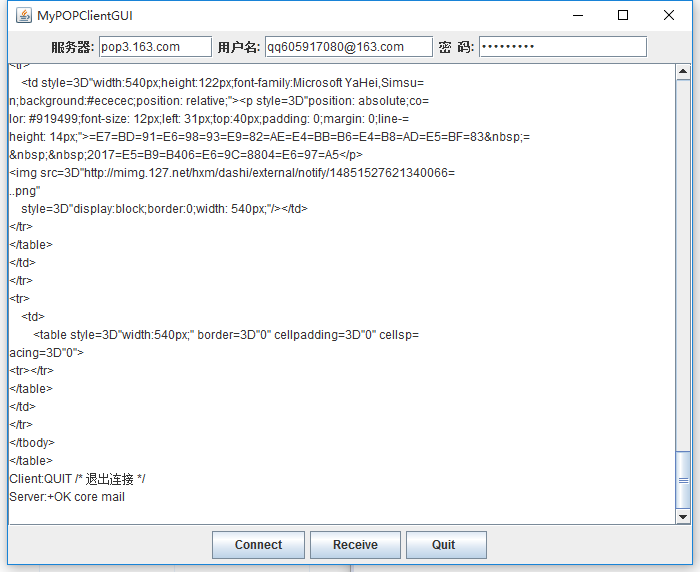 MyPOPClientGUI
服务器: pop3.163.com 用户名: qq605917080@163.com 密 码: •••••••••
<tr>
<td style=3D"width:540px;height:122px;font-family:Microsoft YaHei,Simsu=
n;background:#ececec;position: relative;"><p style=3D"position: absolute;co=
lor: #919499;font-size: 12px;left: 31px;top:40px;padding: 0;margin: 0;line-=
height: 14px;">=E7=BD=91=E6=98=93=E9=82=AE=E4=BB=B6=E4=B8=AD=E5=BF=83&nbsp;=
&nbsp;&nbsp;2017=E5=B9=B406=E6=9C=8804=E6=97=A5</p>
<img src=3D"http://mimg.127.net/hxm/dashi/external/notify/14851527621340066=
..png"
style=3D"display:block;border:0;width: 540px;"/></td>
</tr>
</table>
</td>
</tr>
<tr>
<td>
<table style=3D"width:540px;" border=3D"0" cellpadding=3D"0" cellsp=
acing=3D"0">
<tr></tr>
</table>
</td>
</tr>
</tbody>
</table>
Client:QUIT /* 退出连接 */
Server:+OK core mail
Connect Receive Quit